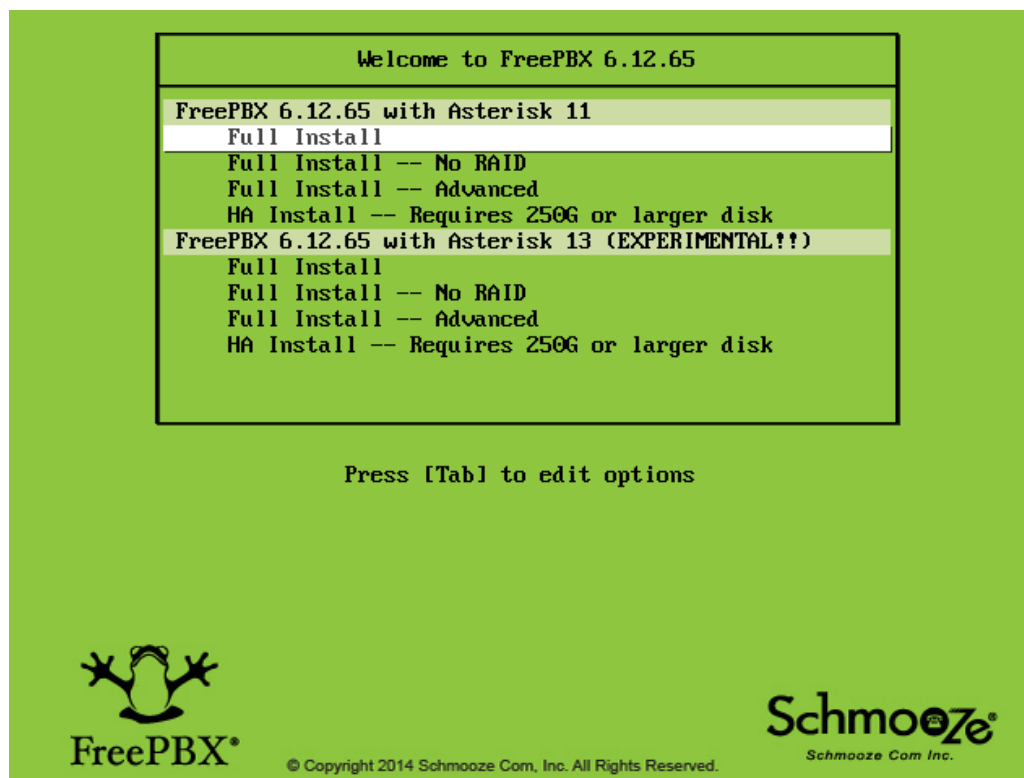 Welcome to FreePBX 6.12.65
FreePBX 6.12.65 with Asterisk 11
Full Install
Full Install -- No RAID
Full Install -- Advanced
HA Install -- Requires 250G or larger disk
FreePBX 6.12.65 with Asterisk 13 (EXPERIMENTAL!!)
Full Install
Full Install -- No RAID
Full Install -- Advanced
HA Install -- Requires 250G or larger disk
Press [Tab] to edit options
FreePBX®
© Copyright 2014 Schmooze Com, Inc. All Rights Reserved.
Schmooze®
Schmooze Com Inc.